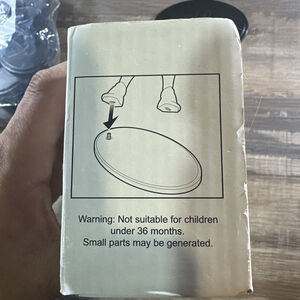 Warning: Not suitable for children
under 36 months.
Small parts may be generated.